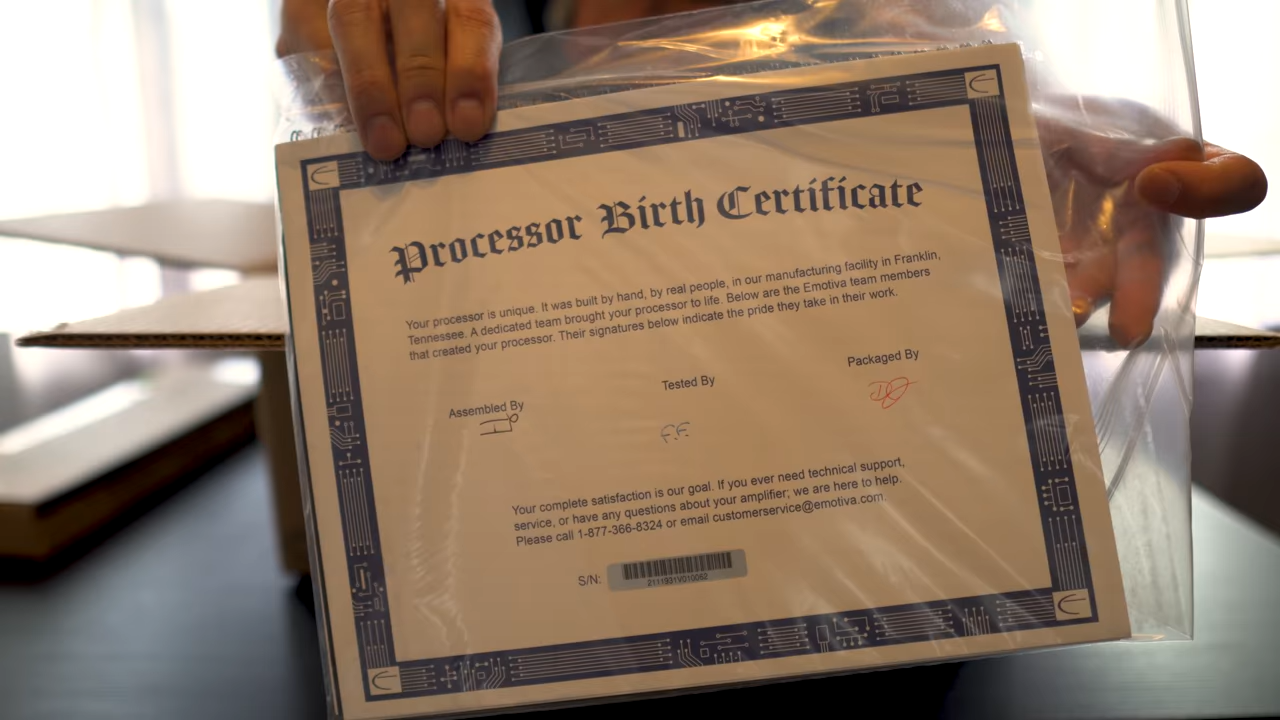 Processor Birth Certificate
Your processor is unique. It was built by hand, by real people, in our manufacturing facility in Franklin,
Tennessee. A dedicated team brought your processor to life. Below are the Emotiva team members
that created your processor. Their signatures below indicate the pride they take in their work.
Assembled By
Tested By
Packaged By
F.F.
Your complete satisfaction is our goal. If you ever need technical support,
service, or have any questions about your amplifier; we are here to help.
Please call 1-877-366-8324 or email customerservice@emotiva.com.
S/N:
2111931V010062